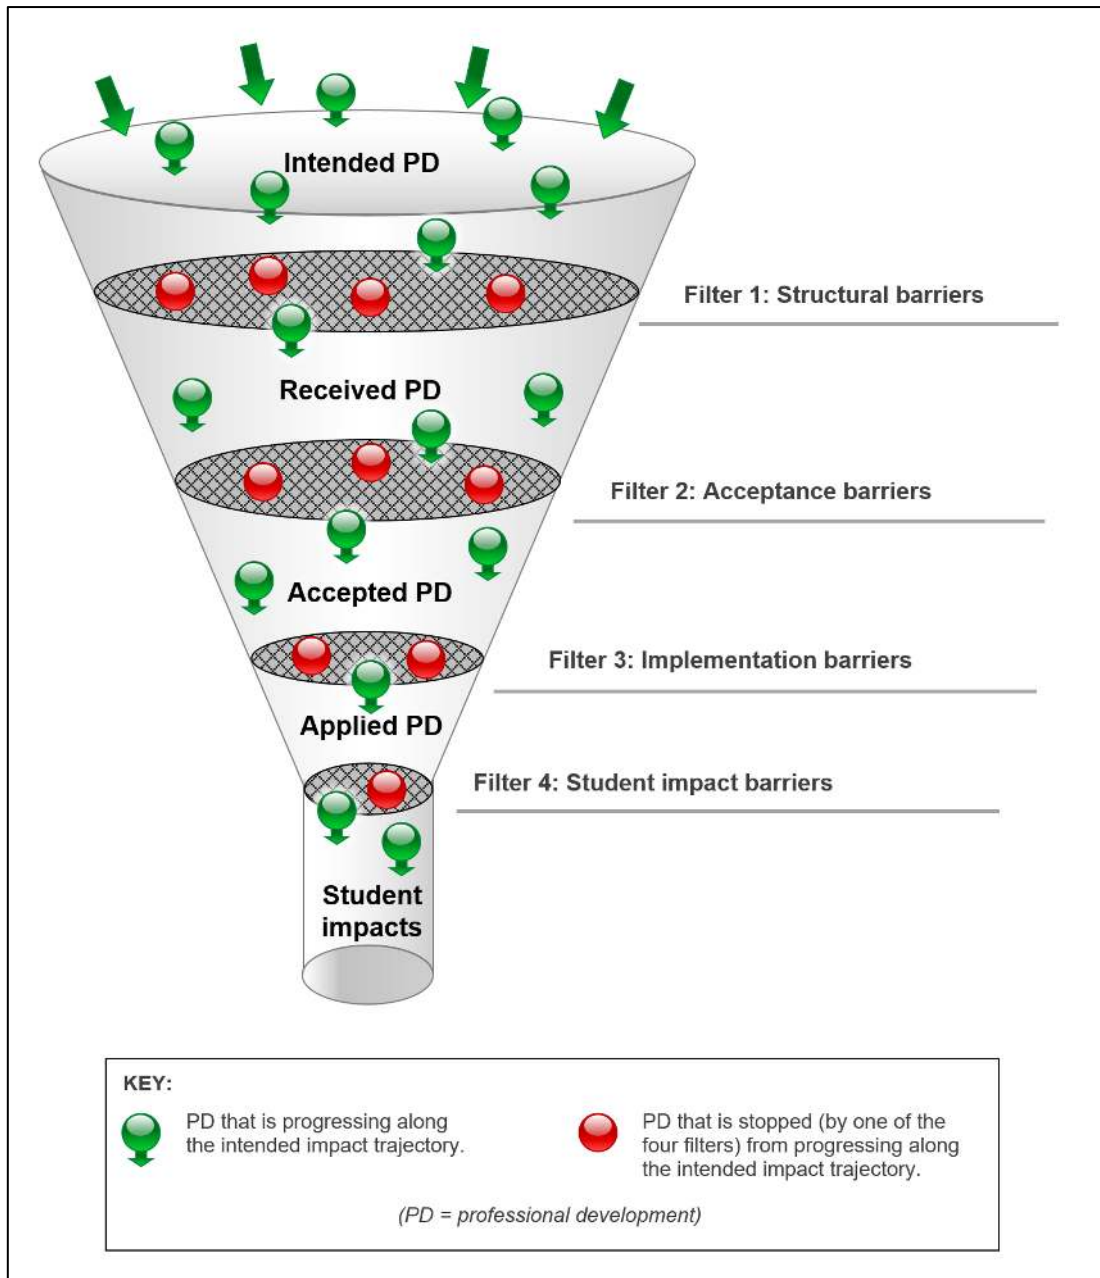 Intended PD
Filter 1: Structural barriers
Received PD
Filter 2: Acceptance barriers
Accepted PD
Filter 3: Implementation barriers
Applied PD
Filter 4: Student impact barriers
Student
impacts
KEY:
PD that is progressing along
the intended impact trajectory.
PD that is stopped (by one of the
four filters) from progressing along
the intended impact trajectory.
(PD = professional development)